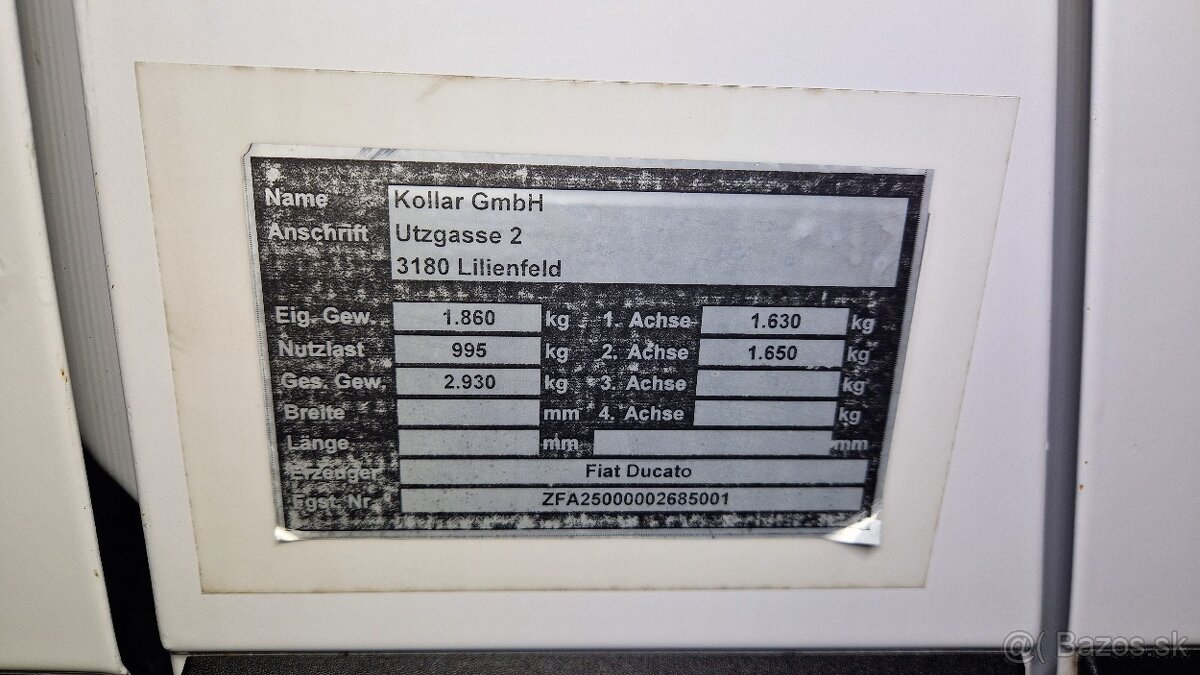 Name Kollar GmbH
Anschrift Utzgasse 2
3180 Lilienfeld
Eig. Gew. 1.860 kg 1. Achse 1.630 kg
Nutzlast 995 kg 2. Achse 1.650 kg
Ges. Gew. 2.930 kg 3. Achse kg
Breite mm 4. Achse kg
Länge mm mm
Erzeuger Fiat Ducato
Fgst. Nr. ZFA25000002685001
@( Bazos.sk